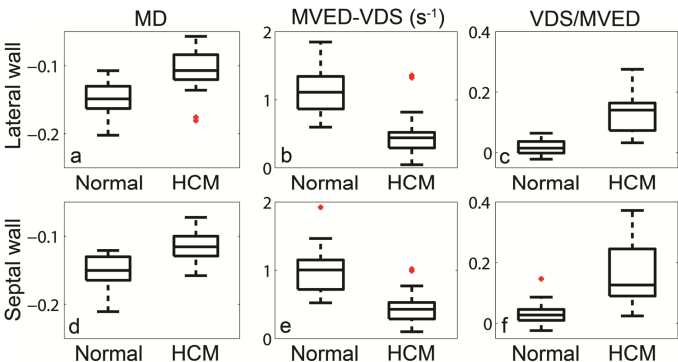 MD MVED-VDS (s⁻¹) VDS/MVED
Lateral wall
−0.1
−0.2
a
Normal HCM
2
1
0
b
Normal HCM
0.4
0.2
0
c
Normal HCM
Septal wall
−0.1
−0.2
d
Normal HCM
2
1
0
e
Normal HCM
0.4
0.2
0
f
Normal HCM